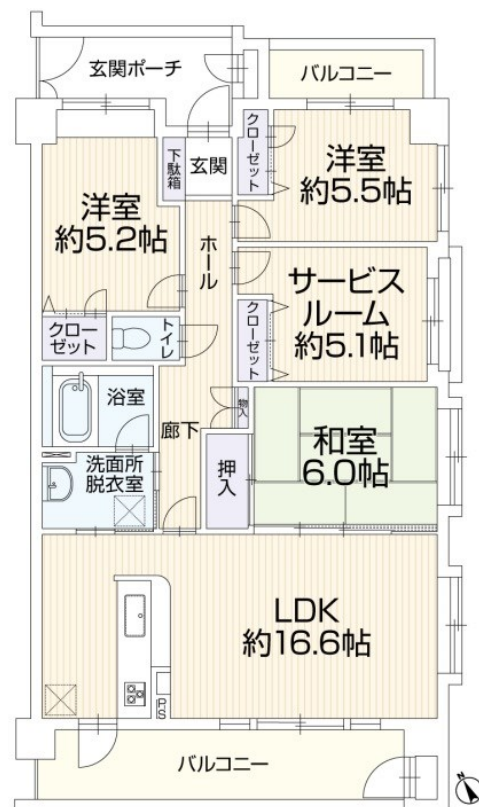 玄関ポーチ
バルコニー
下駄箱
玄関
クローゼット
洋室
約5.5帖
洋室
約5.2帖
ホール
サービス
ルーム
約5.1帖
クロー
ゼット
トイレ
クローゼット
浴室
物入
廊下
和室
6.0帖
押入
洗面所
脱衣室
LDK
約16.6帖
PS
バルコニー
N